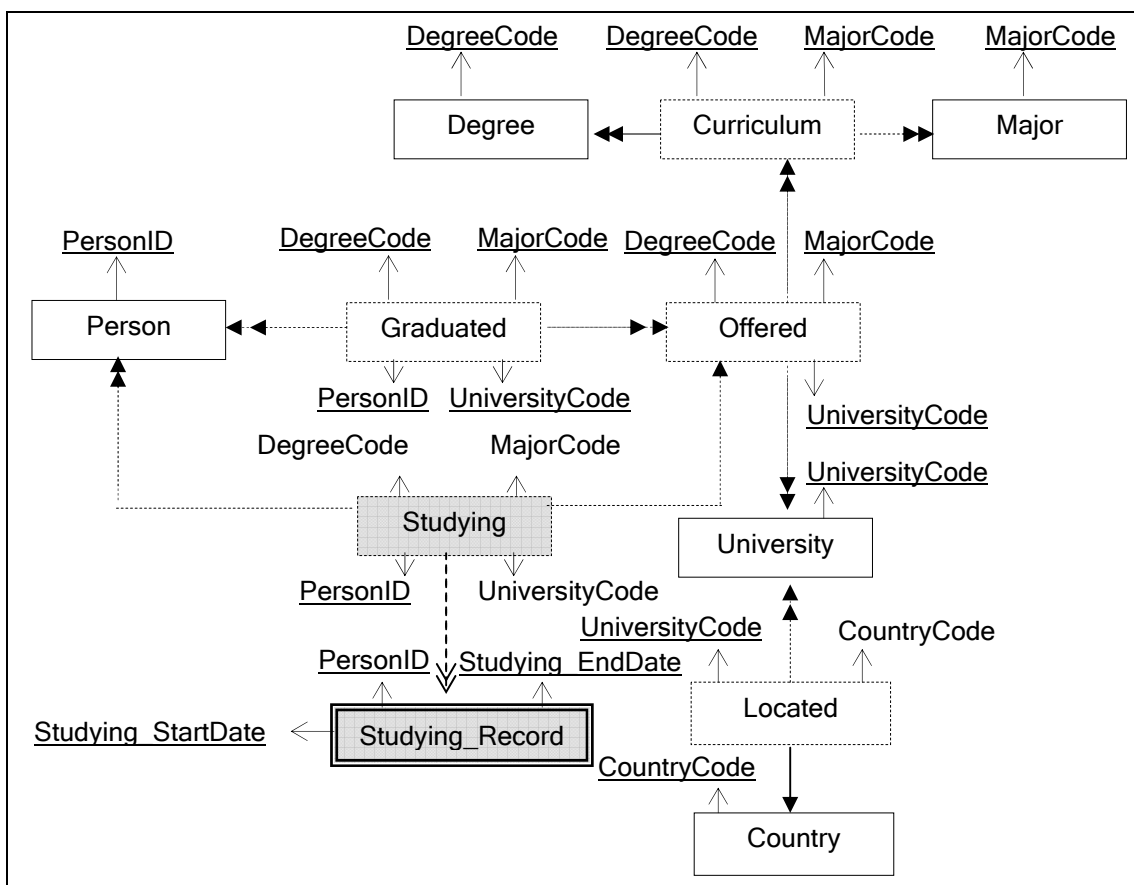 DegreeCode DegreeCode MajorCode MajorCode
Degree Curriculum Major
PersonID DegreeCode MajorCode DegreeCode MajorCode
Person Graduated Offered
PersonID UniversityCode UniversityCode
DegreeCode MajorCode UniversityCode
Studying University
PersonID UniversityCode
UniversityCode CountryCode
PersonID Studying_EndDate
Located
Studying_StartDate Studying_Record
CountryCode
Country